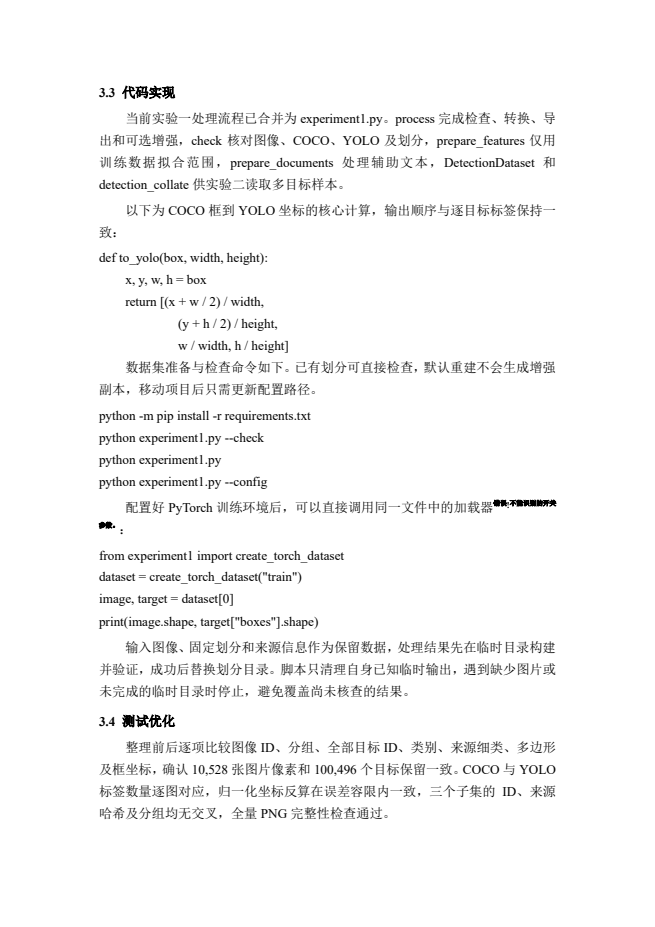 3.3 代码实现
当前实验一处理流程已合并为 experiment1.py。process 完成检查、转换、导
出和可选增强，check 核对图像、COCO、YOLO 及划分，prepare_features 仅用
训练数据拟合范围，prepare_documents 处理辅助文本，DetectionDataset 和
detection_collate 供实验二读取多目标样本。
以下为 COCO 框到 YOLO 坐标的核心计算，输出顺序与逐目标标签保持一
致：
def to_yolo(box, width, height):
x, y, w, h = box
return [(x + w / 2) / width,
(y + h / 2) / height,
w / width, h / height]
数据集准备与检查命令如下。已有划分可直接检查，默认重建不会生成增强
副本，移动项目后只需更新配置路径。
python -m pip install -r requirements.txt
python experiment1.py --check
python experiment1.py
python experiment1.py --config
配置好 PyTorch 训练环境后，可以直接调用同一文件中的加载器错误!不能识别的开关
参数。：
from experiment1 import create_torch_dataset
dataset = create_torch_dataset("train")
image, target = dataset[0]
print(image.shape, target["boxes"].shape)
输入图像、固定划分和来源信息作为保留数据，处理结果先在临时目录构建
并验证，成功后替换划分目录。脚本只清理自身已知临时输出，遇到缺少图片或
未完成的临时目录时停止，避免覆盖尚未核查的结果。
3.4 测试优化
整理前后逐项比较图像 ID、分组、全部目标 ID、类别、来源细类、多边形
及框坐标，确认 10,528 张图片像素和 100,496 个目标保留一致。COCO 与 YOLO
标签数量逐图对应，归一化坐标反算在误差容限内一致，三个子集的 ID、来源
哈希及分组均无交叉，全量 PNG 完整性检查通过。